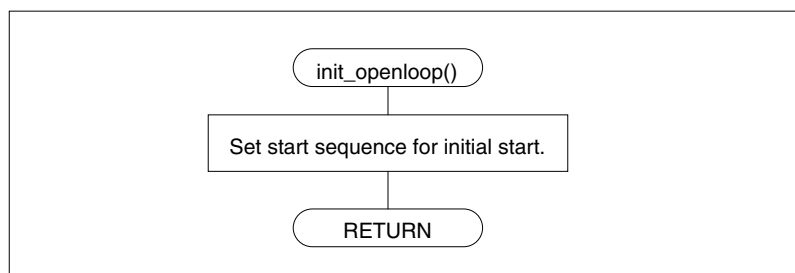 init_openloop()
Set start sequence for initial start.
RETURN